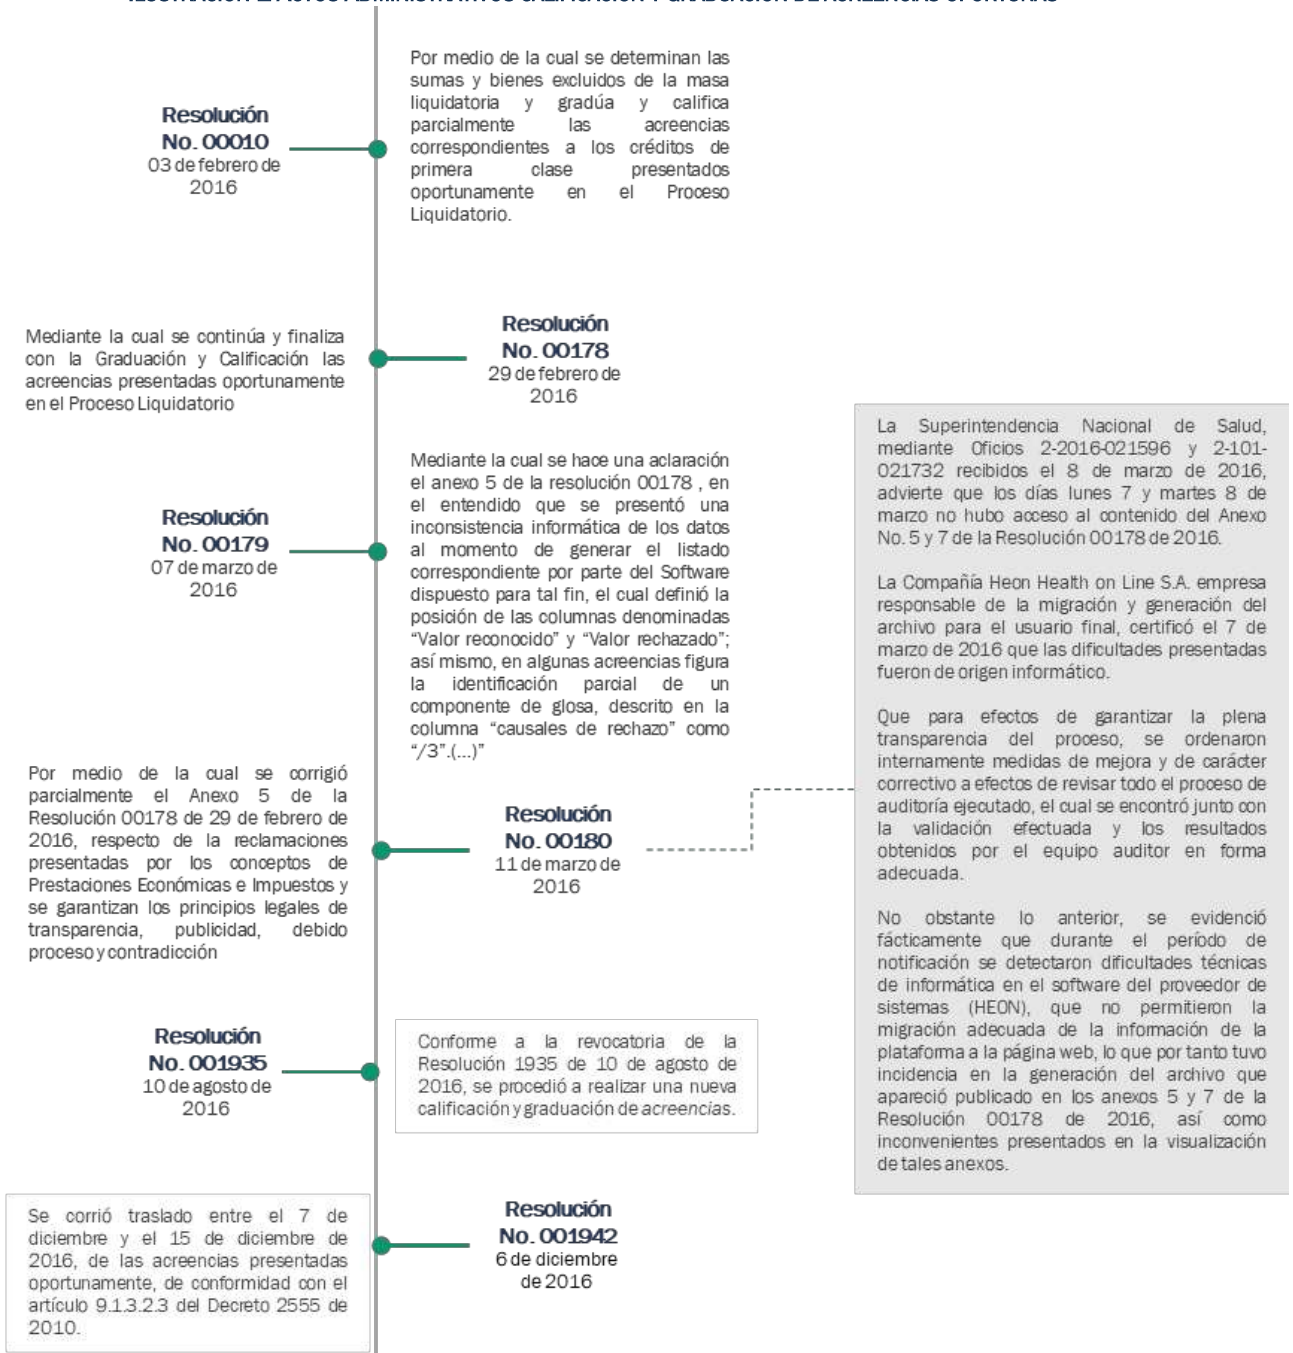 ILUSTRACIÓN 2. ACTOS ADMINISTRATIVOS CALIFICACIÓN Y GRADUACIÓN DE ACREENCIAS OPORTUNAS
Resolución
No. 00010
03 de febrero de
2016
Por medio de la cual se determinan las
sumas y bienes excluidos de la masa
liquidatoria y gradúa y califica
parcialmente las acreencias
correspondientes a los créditos de
primera clase presentados
oportunamente en el Proceso
Liquidatorio.
Mediante la cual se continúa y finaliza
con la Graduación y Calificación las
acreencias presentadas oportunamente
en el Proceso Liquidatorio
Resolución
No. 00178
29 de febrero de
2016
Resolución
No. 00179
07 de marzo de
2016
Mediante la cual se hace una aclaración
el anexo 5 de la resolución 00178 , en
el entendido que se presentó una
inconsistencia informática de los datos
al momento de generar el listado
correspondiente por parte del Software
dispuesto para tal fin, el cual definió la
posición de las columnas denominadas
“Valor reconocido” y “Valor rechazado”;
así mismo, en algunas acreencias figura
la identificación parcial de un
componente de glosa, descrito en la
columna “causales de rechazo” como
“/3”.(...)”
Por medio de la cual se corrigió
parcialmente el Anexo 5 de la
Resolución 00178 de 29 de febrero de
2016, respecto de la reclamaciones
presentadas por los conceptos de
Prestaciones Económicas e Impuestos y
se garantizan los principios legales de
transparencia, publicidad, debido
proceso y contradicción
Resolución
No. 00180
11 de marzo de
2016
La Superintendencia Nacional de Salud,
mediante Oficios 2-2016-021596 y 2-101-
021732 recibidos el 8 de marzo de 2016,
advierte que los días lunes 7 y martes 8 de
marzo no hubo acceso al contenido del Anexo
No. 5 y 7 de la Resolución 00178 de 2016.
La Compañía Heon Health on Line S.A. empresa
responsable de la migración y generación del
archivo para el usuario final, certificó el 7 de
marzo de 2016 que las dificultades presentadas
fueron de origen informático.
Que para efectos de garantizar la plena
transparencia del proceso, se ordenaron
internamente medidas de mejora y de carácter
correctivo a efectos de revisar todo el proceso de
auditoría ejecutado, el cual se encontró junto con
la validación efectuada y los resultados
obtenidos por el equipo auditor en forma
adecuada.
No obstante lo anterior, se evidenció
fácticamente que durante el período de
notificación se detectaron dificultades técnicas
de informática en el software del proveedor de
sistemas (HEON), que no permitieron la
migración adecuada de la información de la
plataforma a la página web, lo que por tanto tuvo
incidencia en la generación del archivo que
apareció publicado en los anexos 5 y 7 de la
Resolución 00178 de 2016, así como
inconvenientes presentados en la visualización
de tales anexos.
Resolución
No. 001935
10 de agosto de
2016
Conforme a la revocatoria de la
Resolución 1935 de 10 de agosto de
2016, se procedió a realizar una nueva
calificación y graduación de acreencias.
Se corrió traslado entre el 7 de
diciembre y el 15 de diciembre de
2016, de las acreencias presentadas
oportunamente, de conformidad con el
artículo 9.1.3.2.3 del Decreto 2555 de
2010.
Resolución
No. 001942
6 de diciembre
de 2016